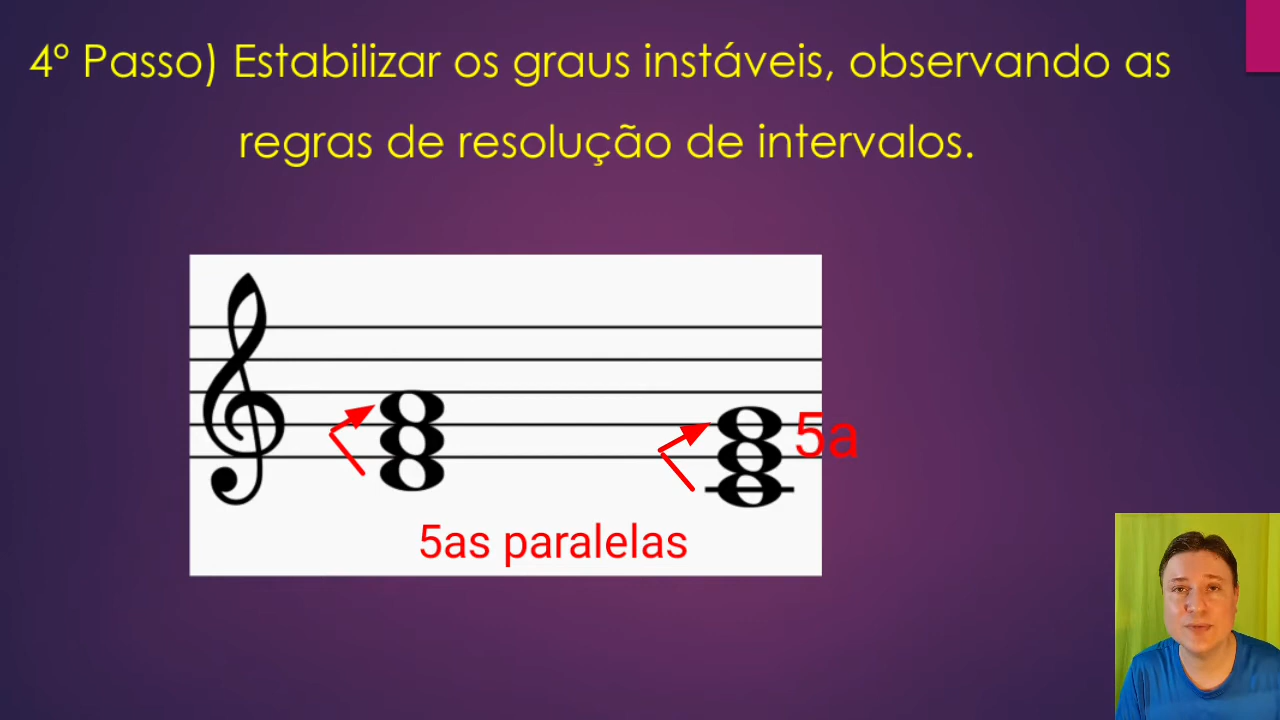 4º Passo) Estabilizar os graus instáveis, observando as
regras de resolução de intervalos.
5a
5as paralelas